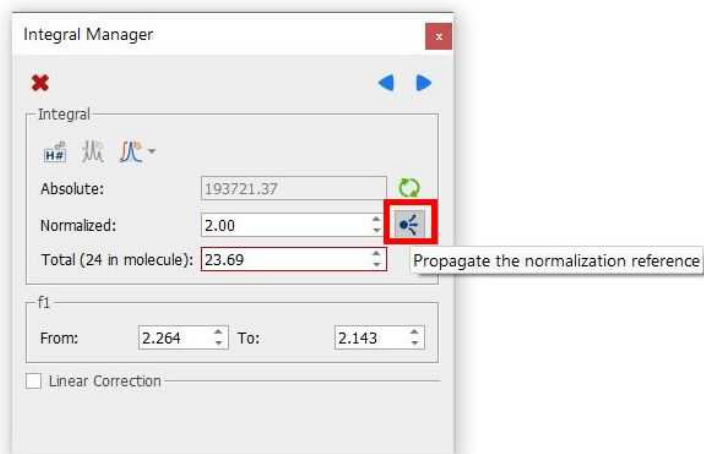 Integral Manager
x
Integral
H#
Absolute: 193721.37
Normalized: 2.00
Propagate the normalization reference
Total (24 in molecule): 23.69
f1
From: 2.264 To: 2.143
Linear Correction